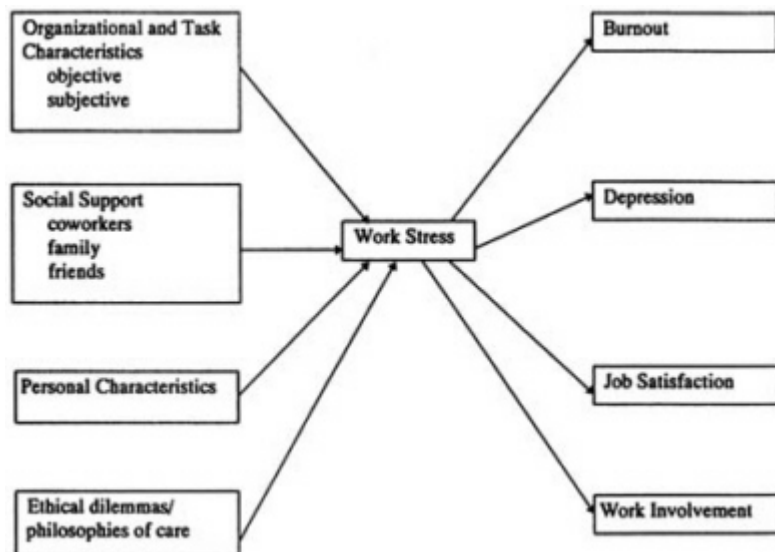 Organizational and Task
Characteristics
objective
subjective
Social Support
coworkers
family
friends
Personal Characteristics
Ethical dilemmas/
philosophies of care
Work Stress
Burnout
Depression
Job Satisfaction
Work Involvement